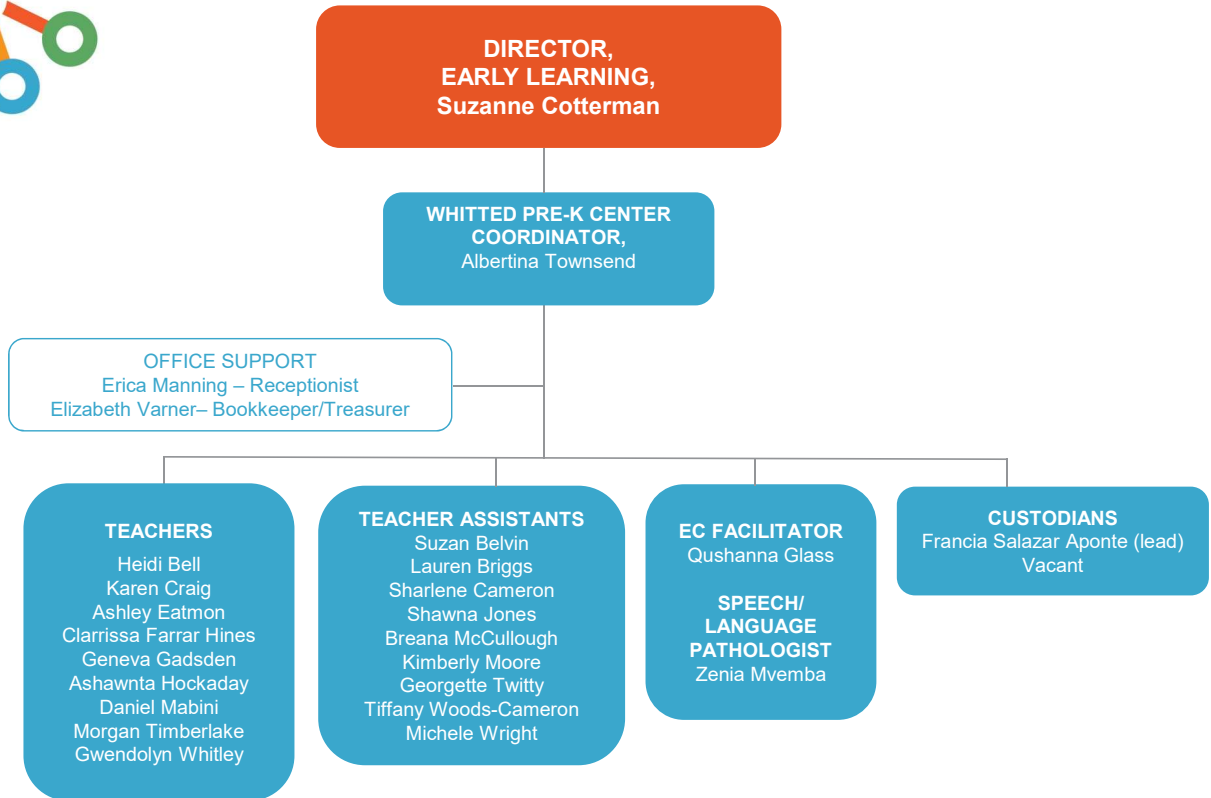 DIRECTOR,
EARLY LEARNING,
Suzanne Cotterman
WHITTED PRE-K CENTER
COORDINATOR,
Albertina Townsend
OFFICE SUPPORT
Erica Manning – Receptionist
Elizabeth Varner– Bookkeeper/Treasurer
TEACHERS
Heidi Bell
Karen Craig
Ashley Eatmon
Clarrissa Farrar Hines
Geneva Gadsden
Ashawnta Hockaday
Daniel Mabini
Morgan Timberlake
Gwendolyn Whitley
TEACHER ASSISTANTS
Suzan Belvin
Lauren Briggs
Sharlene Cameron
Shawna Jones
Breana McCullough
Kimberly Moore
Georgette Twitty
Tiffany Woods-Cameron
Michele Wright
EC FACILITATOR
Qushanna Glass
SPEECH/
LANGUAGE
PATHOLOGIST
Zenia Mvemba
CUSTODIANS
Francia Salazar Aponte (lead)
Vacant